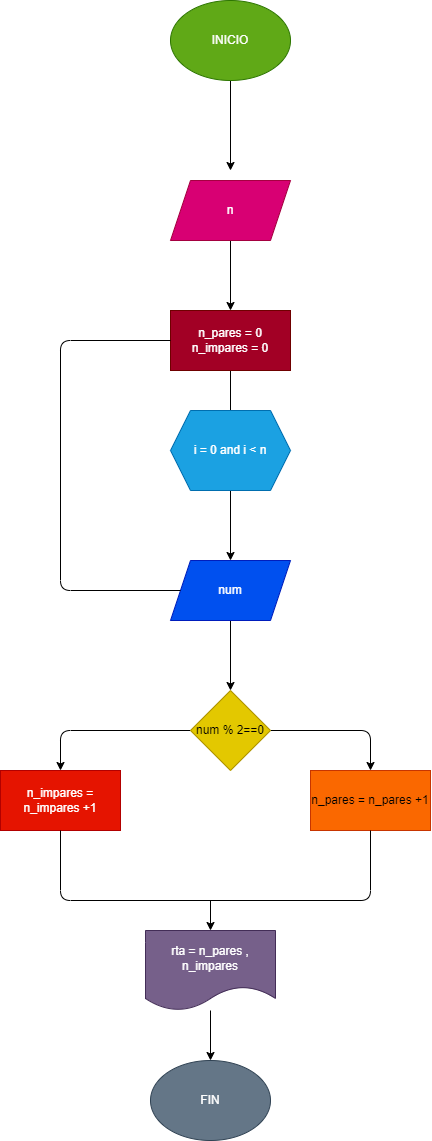 INICIO
n
n_pares = 0
n_impares = 0
i = 0 and i < n
num
num % 2==0
n_impares =
n_impares +1
n_pares = n_pares +1
rta = n_pares ,
n_impares
FIN